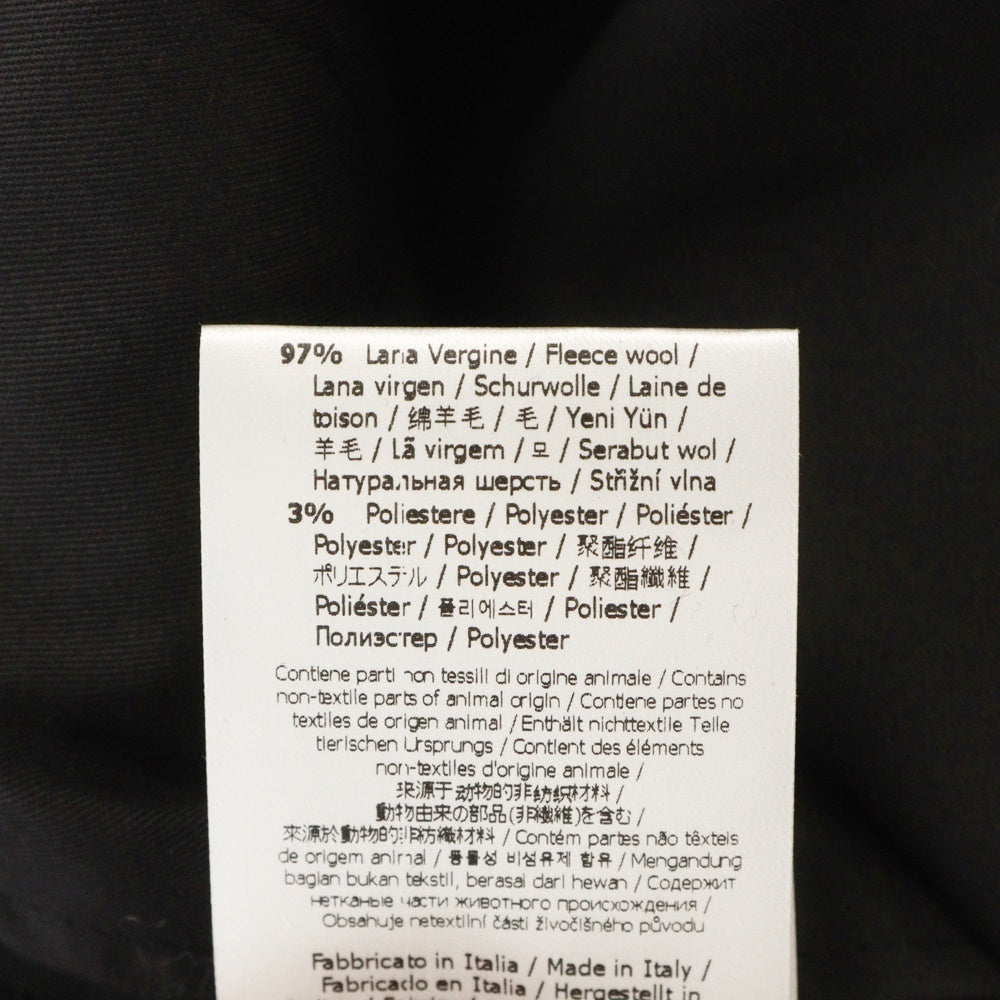 97% Lana Vergine / Fleece wool /
Lana virgen / Schurwolle / Laine de
toison / 绵羊毛 / 毛 / Yeni Yün /
羊毛 / Lã virgem / 모 / Serabut wol /
Натуральная шерсть / Střižní vlna
3% Poliestere / Polyester / Poliéster /
Polyester / Polyester / 聚酯纤维 /
ポリエステル / Polyester / 聚酯纖維 /
Poliéster / 폴리에스터 / Poliester /
Полиэстер / Polyester
Contiene parti non tessili di origine animale / Contains
non-textile parts of animal origin / Contiene partes no
textiles de origen animal / Enthält nichttextile Teile
tierischen Ursprungs / Contient des éléments
non-textiles d'origine animale /
来源于动物的非纺织材料 /
動物由来の部品(非繊維)を含む /
來源於動物的非紡織材料 / Contém partes não têxteis
de origem animal / 동물성 비섬유제 함유 / Mengandung
bagian bukan tekstil, berasal dari hewan / Содержит
нетканые части животного происхождения /
Obsahuje netextilní části živočišného původu
Fabbricato in Italia / Made in Italy /
Fabricado en Italia / Hergestellt in